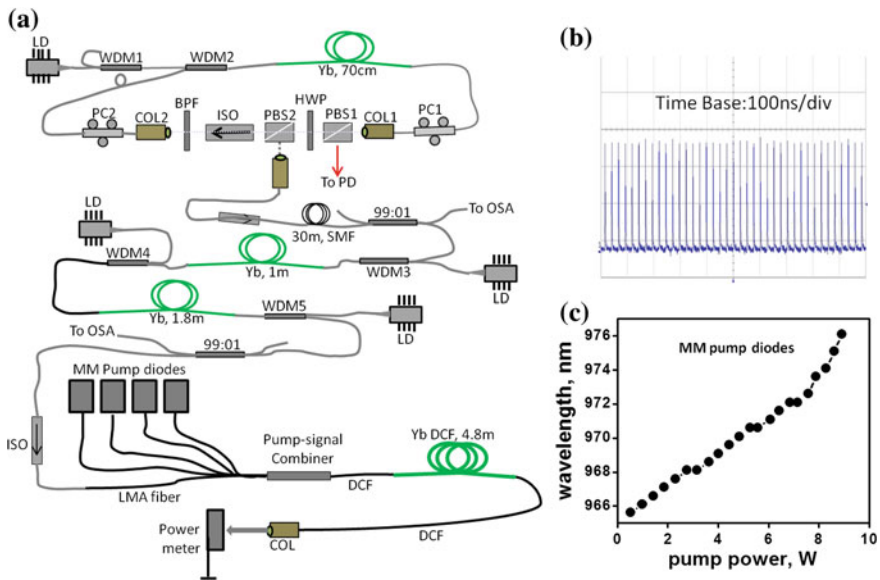 (a)
LD
WDM1
WDM2
Yb, 70cm
PC2
COL2
BPF
ISO
PBS2
HWP
PBS1
COL1
PC1
To PD
To OSA
99:01
30m, SMF
LD
WDM4
Yb, 1m
WDM3
LD
Yb, 1.8m
WDM5
LD
To OSA
99:01
MM Pump diodes
ISO
Pump-signal
Combiner
Yb DCF, 4.8m
LMA fiber
DCF
Power
meter
COL
DCF
(b)
Time Base:100ns/div
(c)
MM pump diodes
wavelength, nm
976
974
972
970
968
966
0 2 4 6 8 10
pump power, W